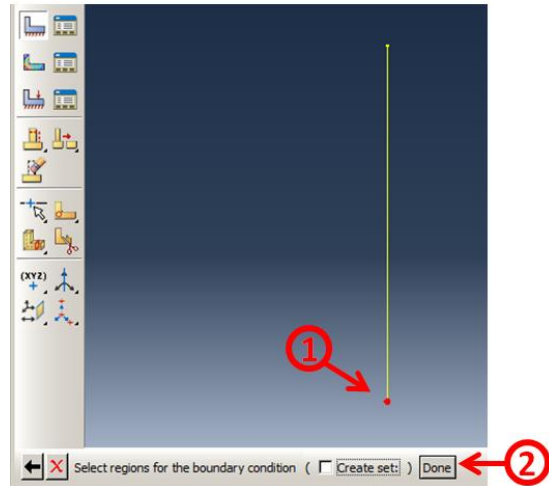 (XYZ)
1
Select regions for the boundary condition ( Create set: ) Done
2